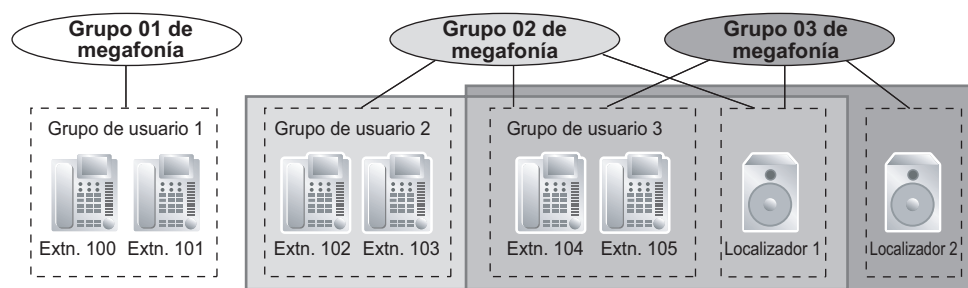 Grupo 01 de
megafonía
Grupo 02 de
megafonía
Grupo 03 de
megafonía
Grupo de usuario 1
Grupo de usuario 2
Grupo de usuario 3
Extn. 100 Extn. 101
Extn. 102 Extn. 103
Extn. 104 Extn. 105
Localizador 1
Localizador 2